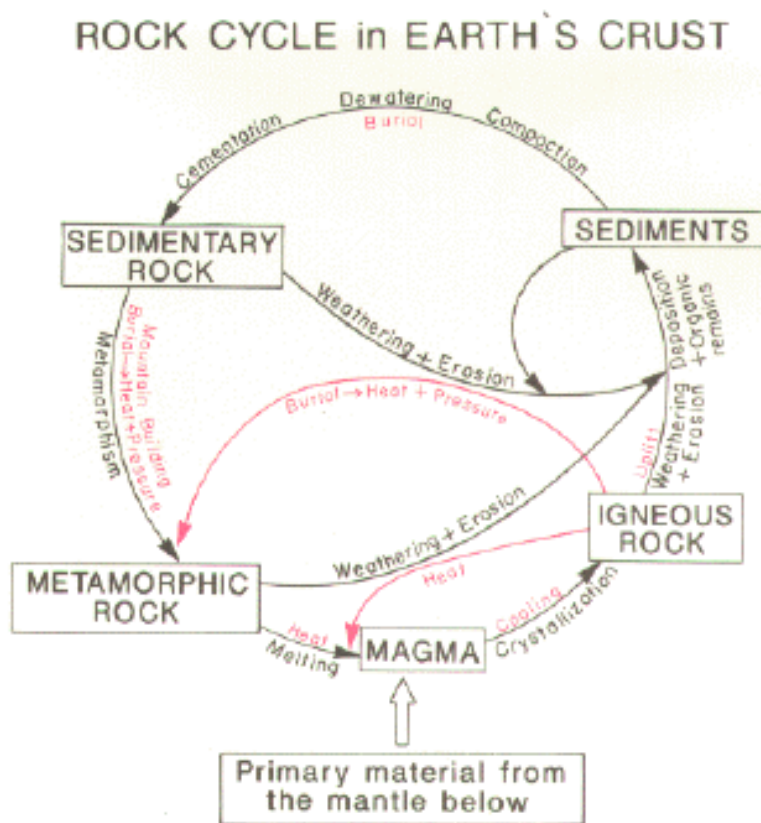 ROCK CYCLE in EARTH`S CRUST
Dewatering
Burial
Cementation
Compaction
SEDIMENTARY
ROCK
SEDIMENTS
Weathering + Erosion
Deposition
+ Organic
remains
Metamorphism
Mountain Building
Burial→Heat+Pressure
Burial→Heat + Pressure
Uplift
Weathering
+ Erosion
IGNEOUS
ROCK
Weathering + Erosion
METAMORPHIC
ROCK
Heat
Heat
Melting
MAGMA
Cooling
Crystallization
Primary material from
the mantle below